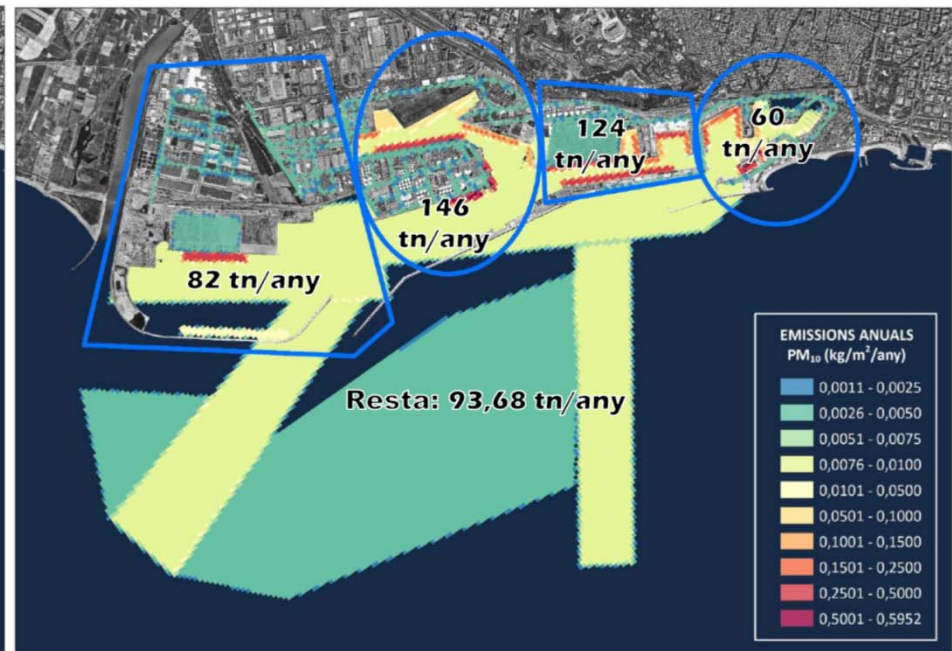 60
tn/any
124
tn/any
146
tn/any
82 tn/any
Resta: 93,68 tn/any
EMISSIONS ANUALS
PM₁₀ (kg/m²/any)
0,0011 - 0,0025
0,0026 - 0,0050
0,0051 - 0,0075
0,0076 - 0,0100
0,0101 - 0,0500
0,0501 - 0,1000
0,1001 - 0,1500
0,1501 - 0,2500
0,2501 - 0,5000
0,5001 - 0,5952